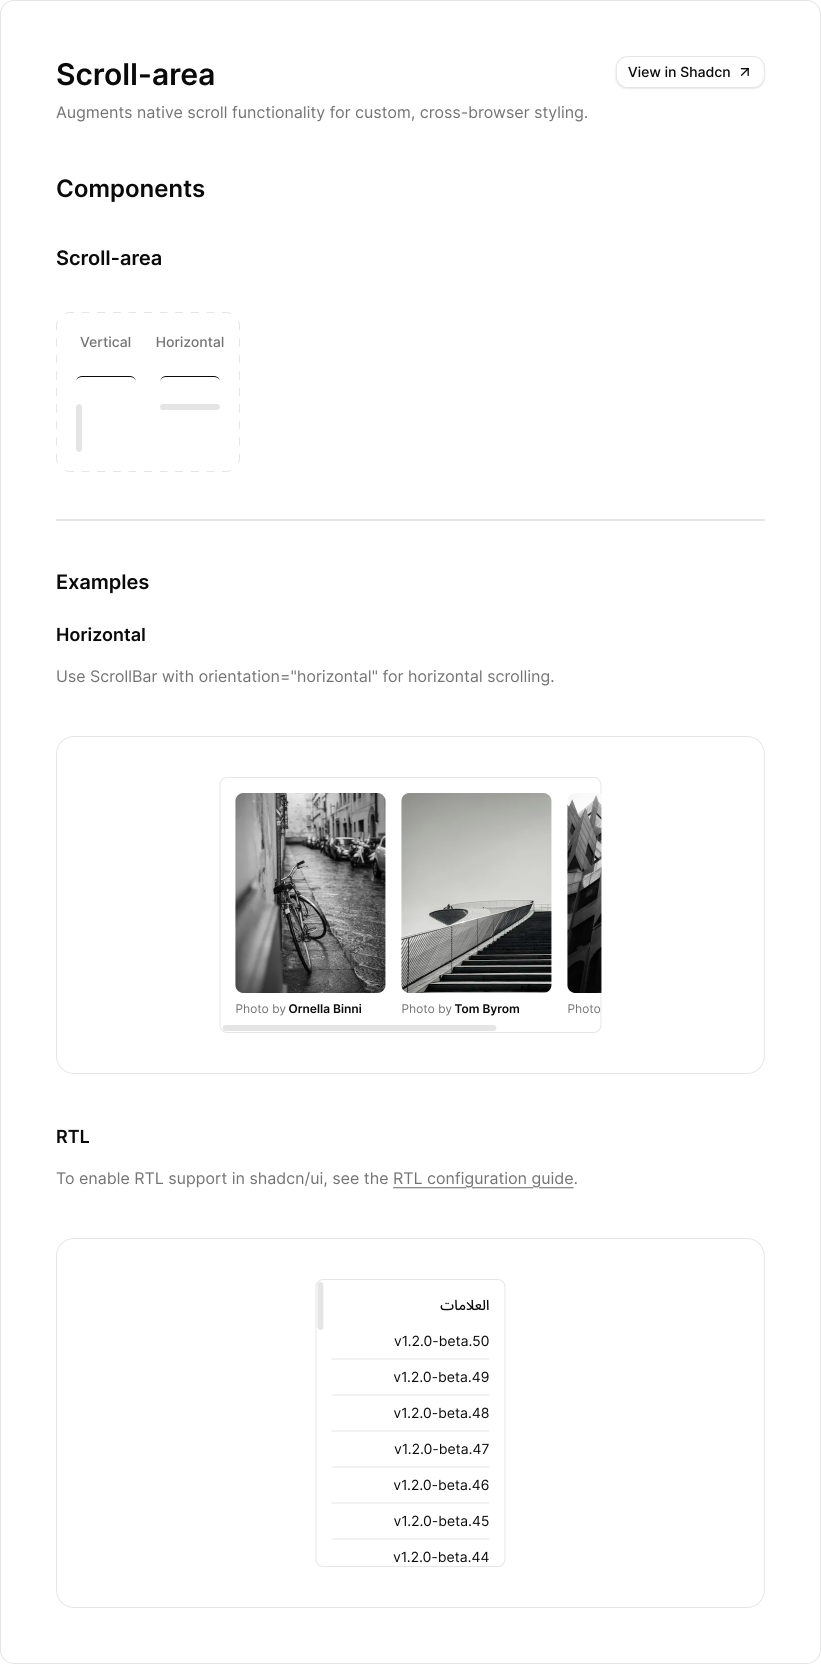 Scroll-area
View in Shadcn
Augments native scroll functionality for custom, cross-browser styling.
Components
Scroll-area
Vertical
Horizontal
Examples
Horizontal
Use ScrollBar with orientation="horizontal" for horizontal scrolling.
Photo by Ornella Binni
Photo by Tom Byrom
Photo
RTL
To enable RTL support in shadcn/ui, see the RTL configuration guide.
العلامات
v1.2.0-beta.50
v1.2.0-beta.49
v1.2.0-beta.48
v1.2.0-beta.47
v1.2.0-beta.46
v1.2.0-beta.45
v1.2.0-beta.44